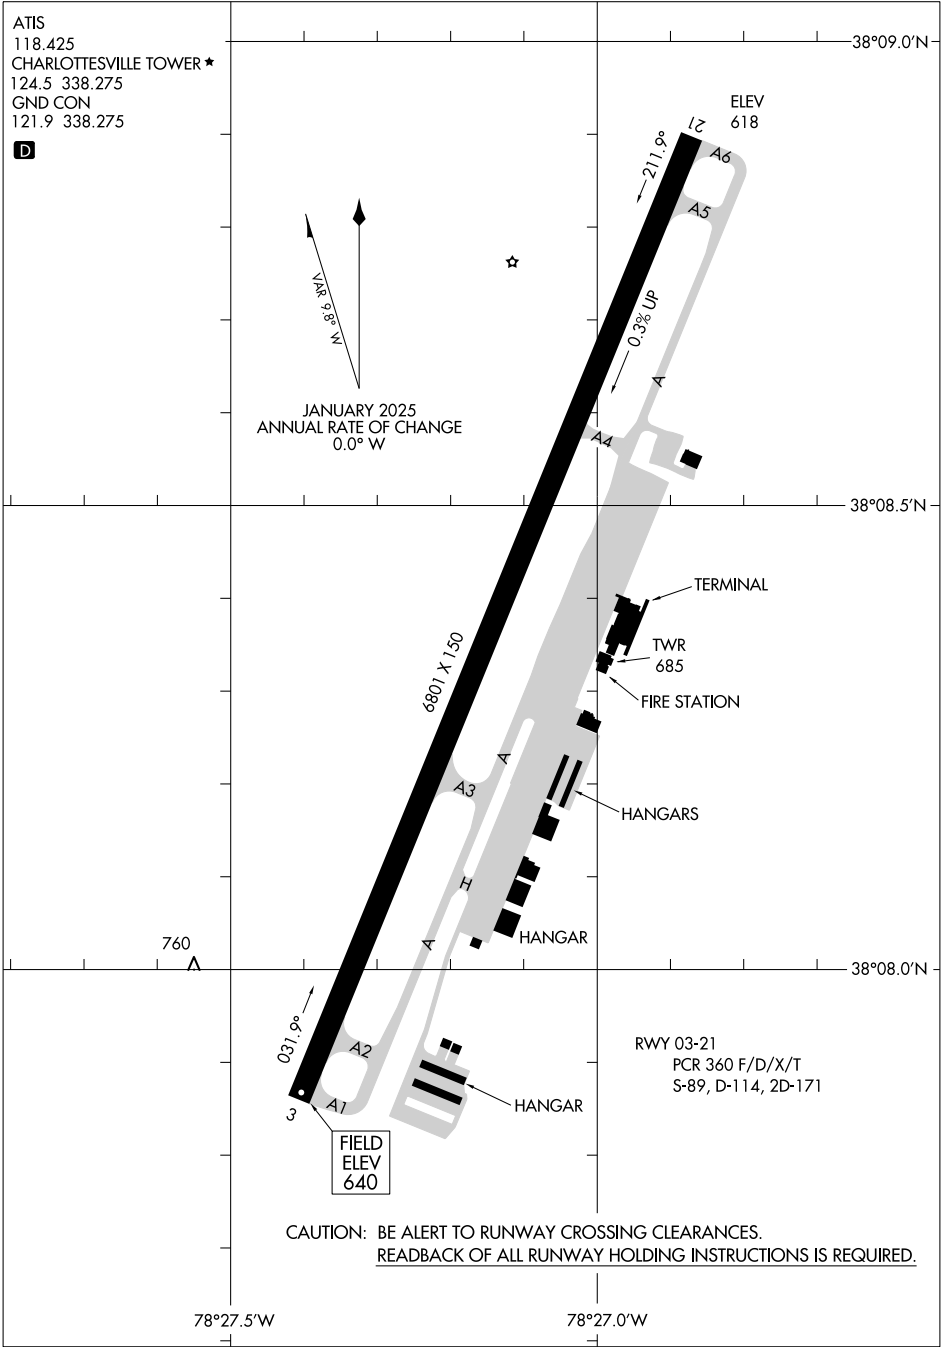 ATIS
118.425
CHARLOTTESVILLE TOWER★
124.5 338.275
GND CON
121.9 338.275
D
38°09.0'N
ELEV
618
21
A6
211.9°
A5
VAR 9.8° W
0.3% UP
A
JANUARY 2025
ANNUAL RATE OF CHANGE
0.0° W
A4
38°08.5'N
TERMINAL
TWR
685
FIRE STATION
6801 X 150
A
A3
HANGARS
H
HANGAR
A
760
38°08.0'N
031.9°
A2
RWY 03-21
PCR 360 F/D/X/T
S-89, D-114, 2D-171
HANGAR
A1
3
FIELD
ELEV
640
CAUTION: BE ALERT TO RUNWAY CROSSING CLEARANCES.
READBACK OF ALL RUNWAY HOLDING INSTRUCTIONS IS REQUIRED.
78°27.5'W
78°27.0'W